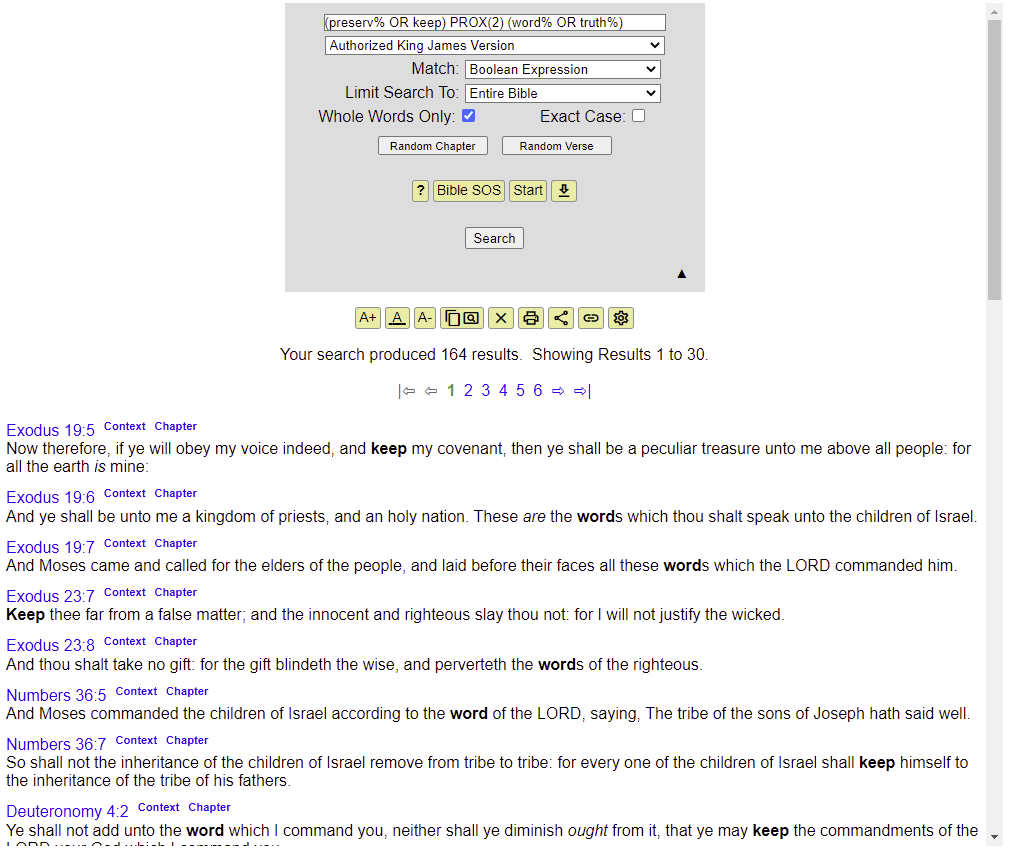 (preserv% OR keep) PROX(2) (word% OR truth%)
Authorized King James Version
Match: Boolean Expression
Limit Search To: Entire Bible
Whole Words Only: Exact Case:
Random Chapter Random Verse
? Bible SOS Start
Search
▲
A+ A A-
Your search produced 164 results. Showing Results 1 to 30.
|⇦ ⇦ 1 2 3 4 5 6 ⇨ ⇨|
Exodus 19:5 Context Chapter
Now therefore, if ye will obey my voice indeed, and keep my covenant, then ye shall be a peculiar treasure unto me above all people: for
all the earth is mine:
Exodus 19:6 Context Chapter
And ye shall be unto me a kingdom of priests, and an holy nation. These are the words which thou shalt speak unto the children of Israel.
Exodus 19:7 Context Chapter
And Moses came and called for the elders of the people, and laid before their faces all these words which the LORD commanded him.
Exodus 23:7 Context Chapter
Keep thee far from a false matter; and the innocent and righteous slay thou not: for I will not justify the wicked.
Exodus 23:8 Context Chapter
And thou shalt take no gift: for the gift blindeth the wise, and perverteth the words of the righteous.
Numbers 36:5 Context Chapter
And Moses commanded the children of Israel according to the word of the LORD, saying, The tribe of the sons of Joseph hath said well.
Numbers 36:7 Context Chapter
So shall not the inheritance of the children of Israel remove from tribe to tribe: for every one of the children of Israel shall keep himself to
the inheritance of the tribe of his fathers.
Deuteronomy 4:2 Context Chapter
Ye shall not add unto the word which I command you, neither shall ye diminish ought from it, that ye may keep the commandments of the
LORD your God which I command you.